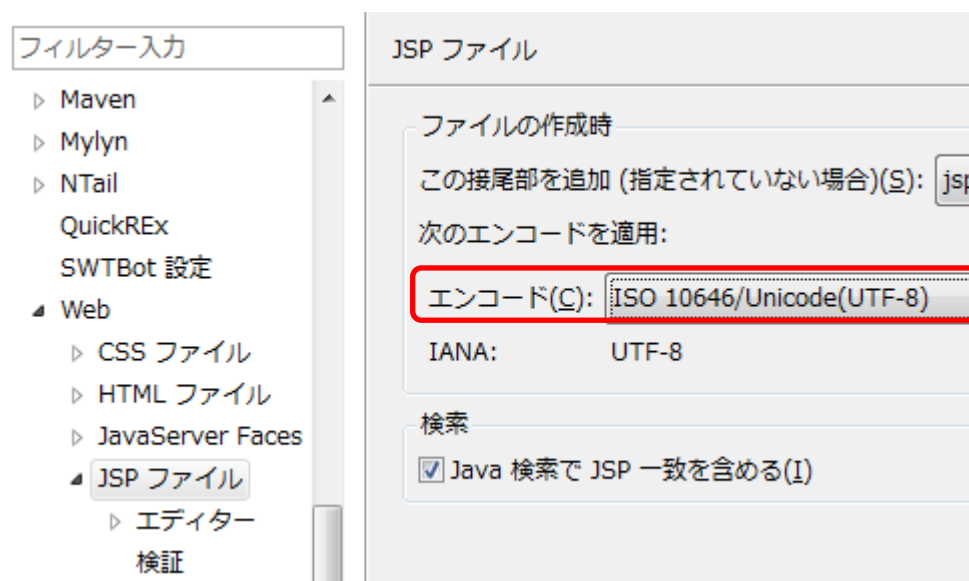 フィルター入力
Maven
Mylyn
NTail
QuickREx
SWTBot 設定
Web
CSS ファイル
HTML ファイル
JavaServer Faces
JSP ファイル
エディター
検証
JSP ファイル
ファイルの作成時
この接尾部を追加 (指定されていない場合)(S): jsp
次のエンコードを適用:
エンコード(C): ISO 10646/Unicode(UTF-8)
IANA: UTF-8
検索
Java 検索で JSP 一致を含める(I)